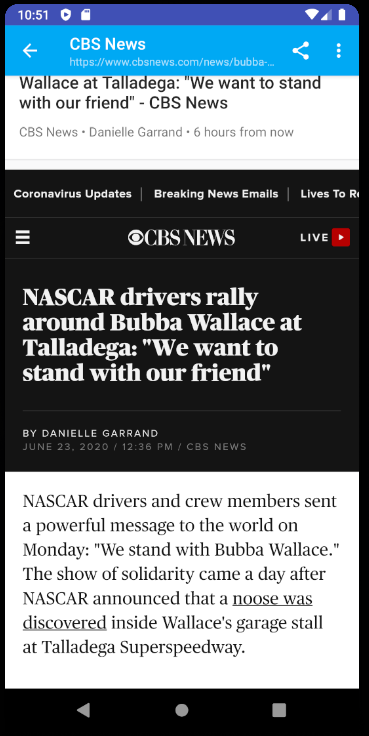 10:51
CBS News
https://www.cbsnews.com/news/bubba-...
Wallace at Talladega: "We want to stand
with our friend" - CBS News
CBS News • Danielle Garrand • 6 hours from now
Coronavirus Updates | Breaking News Emails | Lives To Re
CBS NEWS
LIVE
NASCAR drivers rally
around Bubba Wallace at
Talladega: "We want to
stand with our friend"
BY DANIELLE GARRAND
JUNE 23, 2020 / 12:36 PM / CBS NEWS
NASCAR drivers and crew members sent
a powerful message to the world on
Monday: "We stand with Bubba Wallace."
The show of solidarity came a day after
NASCAR announced that a noose was
discovered inside Wallace's garage stall
at Talladega Superspeedway.